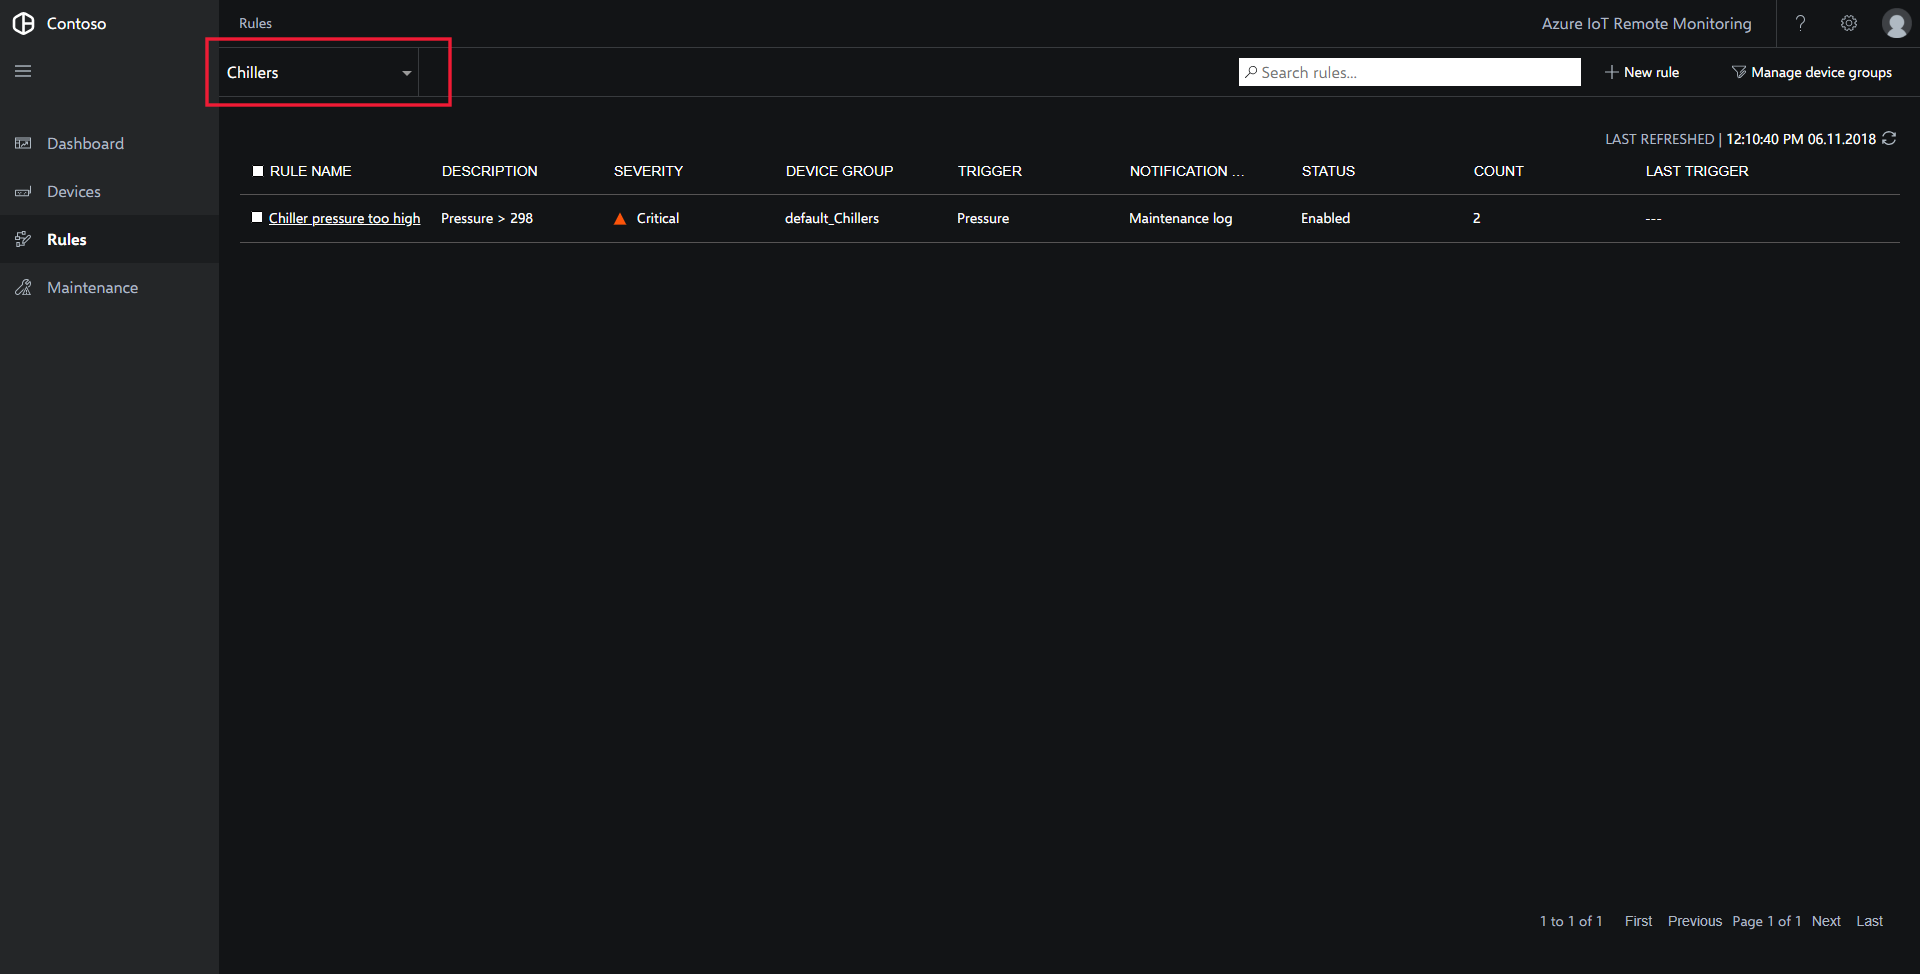 Contoso
Rules
Azure IoT Remote Monitoring
?
Chillers
Search rules...
New rule
Manage device groups
Dashboard
Devices
Rules
Maintenance
LAST REFRESHED | 12:10:40 PM 06.11.2018
RULE NAME DESCRIPTION SEVERITY DEVICE GROUP TRIGGER NOTIFICATION ... STATUS COUNT LAST TRIGGER
Chiller pressure too high Pressure > 298 Critical default_Chillers Pressure Maintenance log Enabled 2 ---
1 to 1 of 1 First Previous Page 1 of 1 Next Last